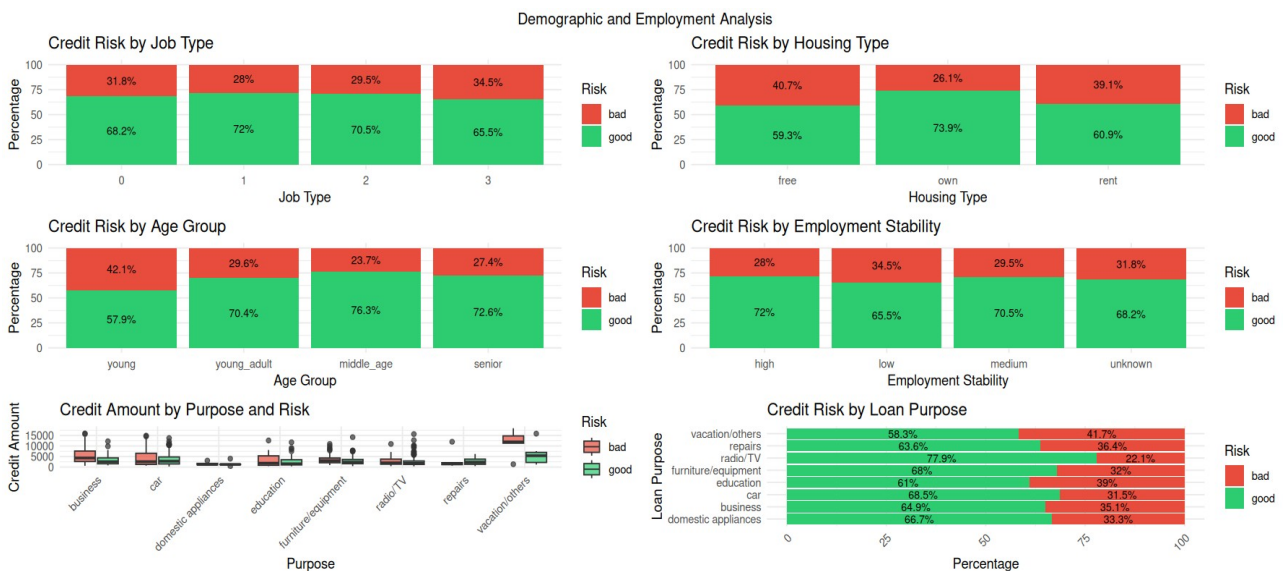 Demographic and Employment Analysis
Credit Risk by Job Type
Percentage
100
75
50
25
0
31.8%
28%
29.5%
34.5%
68.2%
72%
70.5%
65.5%
0
1
2
3
Job Type
Risk
bad
good
Credit Risk by Housing Type
Percentage
100
75
50
25
0
40.7%
26.1%
39.1%
59.3%
73.9%
60.9%
free
own
rent
Housing Type
Risk
bad
good
Credit Risk by Age Group
Percentage
100
75
50
25
0
42.1%
29.6%
23.7%
27.4%
57.9%
70.4%
76.3%
72.6%
young
young_adult
middle_age
senior
Age Group
Risk
bad
good
Credit Risk by Employment Stability
Percentage
100
75
50
25
0
28%
34.5%
29.5%
31.8%
72%
65.5%
70.5%
68.2%
high
low
medium
unknown
Employment Stability
Risk
bad
good
Credit Amount by Purpose and Risk
Credit Amount
15000
10000
5000
0
business
car
domestic appliances
education
furniture/equipment
radio/TV
repairs
vacation/others
Purpose
Risk
bad
good
Credit Risk by Loan Purpose
Loan Purpose
vacation/others
58.3%
41.7%
repairs
63.6%
36.4%
radio/TV
77.9%
22.1%
furniture/equipment
68%
32%
education
61%
39%
car
68.5%
31.5%
business
64.9%
35.1%
domestic appliances
66.7%
33.3%
0
25
50
75
100
Percentage
Risk
bad
good